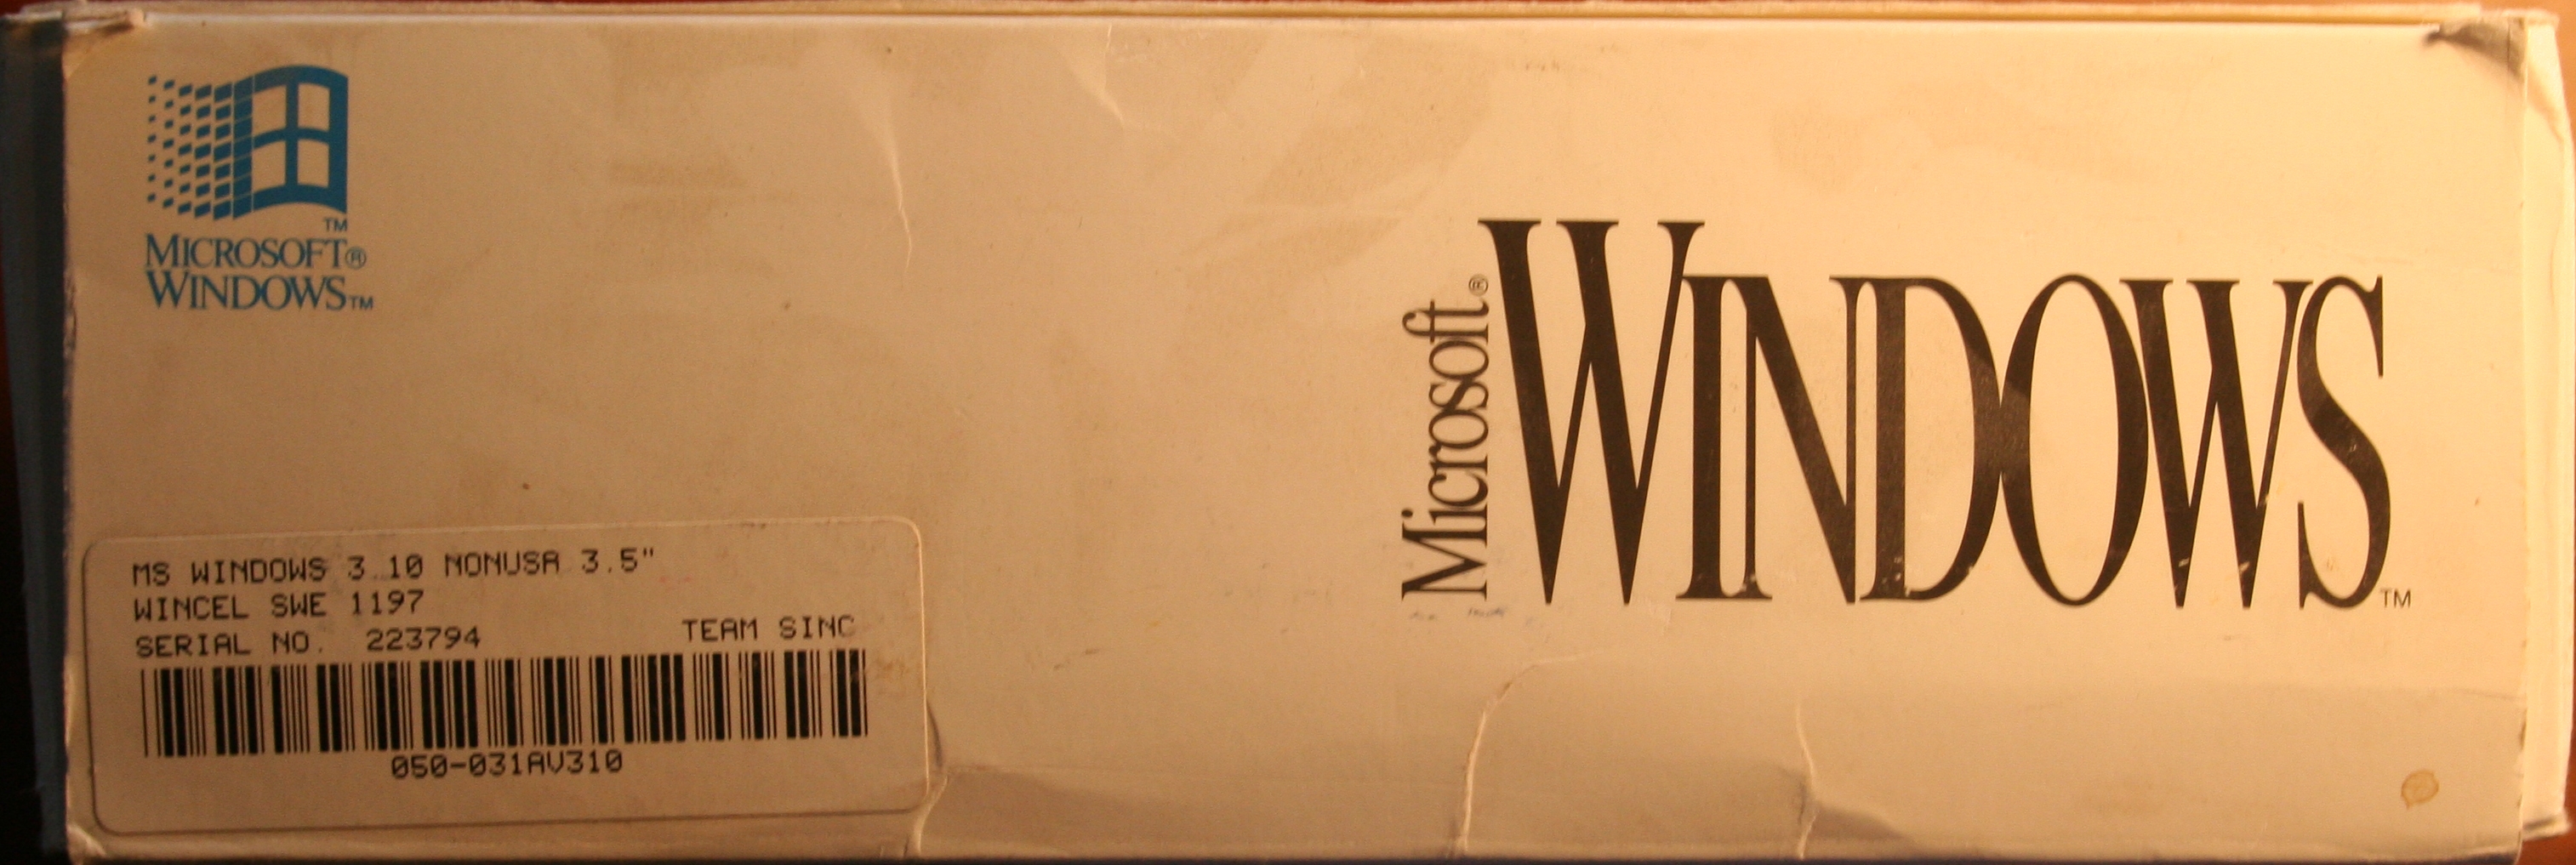 TM
MICROSOFT®
WINDOWS™
Microsoft®
WINDOWS™
MS WINDOWS 3.10 NONUSA 3.5"
WINCEL SWE 1197
SERIAL NO. 223794 TEAM SINC
050-031AV310